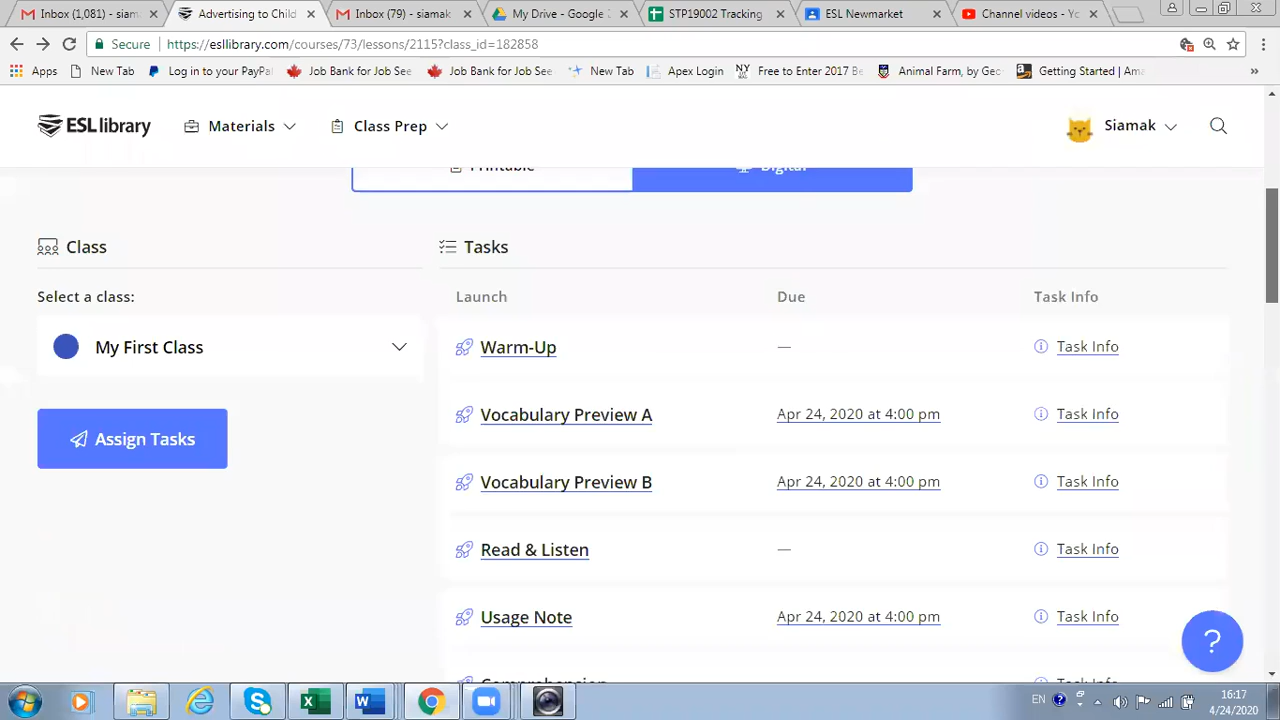 Inbox (1,081) - siam
Advertising to Child
Inbox (79) - siamak
My Drive - Google
STP19002 Tracking
ESL Newmarket
Channel videos - Yo
Secure
https://esllibrary.com/courses/73/lessons/2115?class_id=182858
Apps
New Tab
Log in to your PayPal
Job Bank for Job See
Job Bank for Job See
New Tab
Apex Login
NY
Free to Enter 2017 Be
Animal Farm, by Geo
Getting Started | Ama
»
ESL library
Materials
Class Prep
Siamak
Printable
Digital
Class
Tasks
Select a class:
Launch
Due
Task Info
My First Class
Warm-Up
—
Task Info
Assign Tasks
Vocabulary Preview A
Apr 24, 2020 at 4:00 pm
Task Info
Vocabulary Preview B
Apr 24, 2020 at 4:00 pm
Task Info
Read & Listen
—
Task Info
Usage Note
Apr 24, 2020 at 4:00 pm
Task Info
Comprehension
?
EN
16:17
4/24/2020